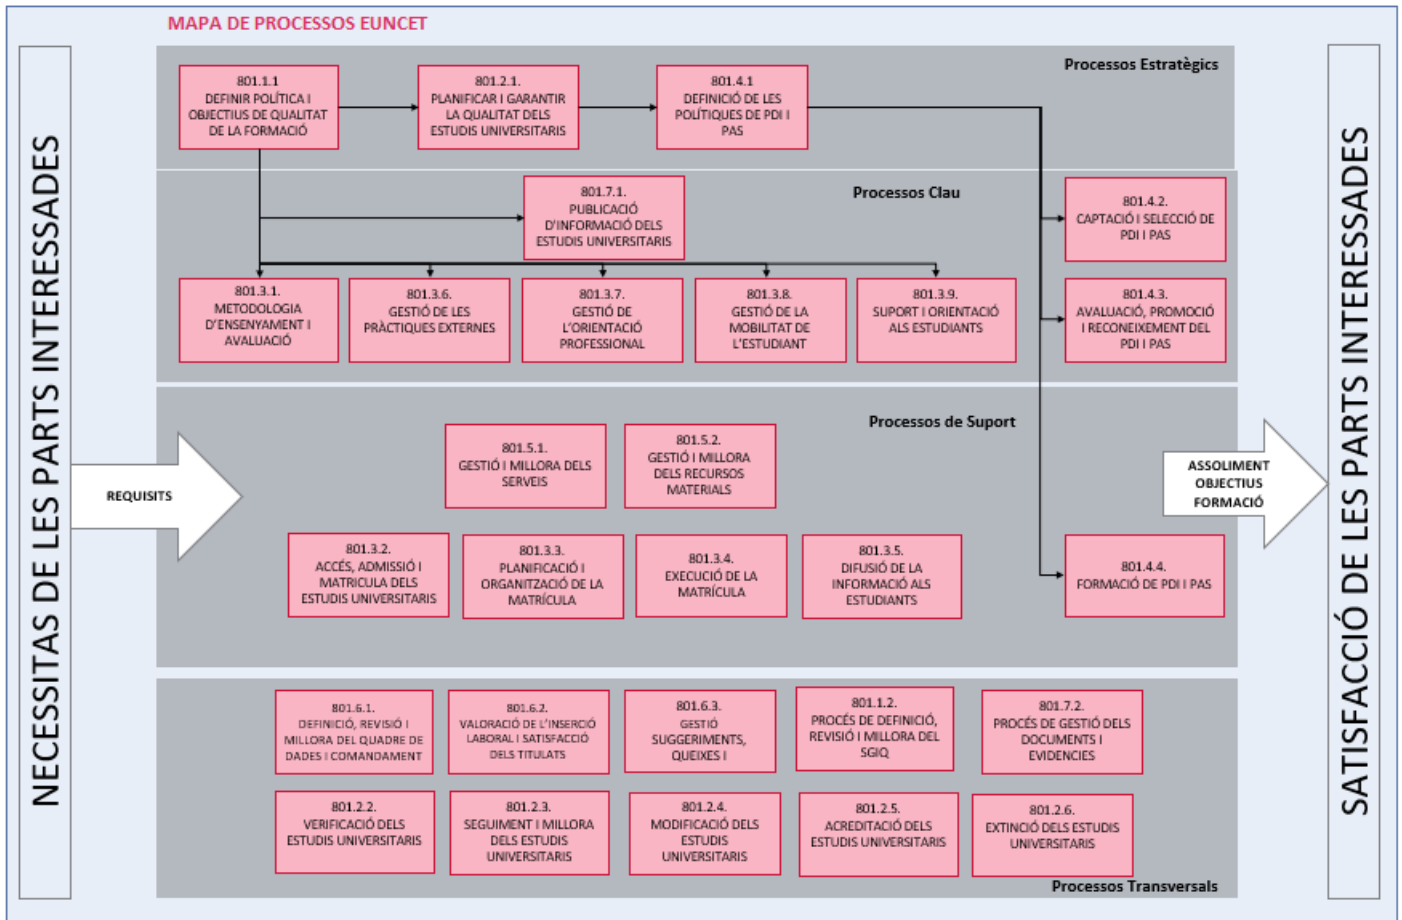 MAPA DE PROCESSOS EUNCET
NECESSITAS DE LES PARTS INTERESSADES
SATISFACCIÓ DE LES PARTS INTERESSADES
Processos Estratègics
801.1.1
DEFINIR POLÍTICA I
OBJECTIUS DE QUALITAT
DE LA FORMACIÓ
801.2.1.
PLANIFICAR I GARANTIR
LA QUALITAT DELS
ESTUDIS UNIVERSITARIS
801.4.1
DEFINICIÓ DE LES
POLÍTIQUES DE PDI I
PAS
Processos Clau
801.7.1.
PUBLICACIÓ
D'INFORMACIÓ DELS
ESTUDIS UNIVERSITARIS
801.4.2.
CAPTACIÓ I SELECCIÓ DE
PDI I PAS
801.3.1.
METODOLOGIA
D'ENSENYAMENT I
AVALUACIÓ
801.3.6.
GESTIÓ DE LES
PRÀCTIQUES EXTERNES
801.3.7.
GESTIÓ DE
L'ORIENTACIÓ
PROFESSIONAL
801.3.8.
GESTIÓ DE LA
MOBILITAT DE
L'ESTUDIANT
801.3.9.
SUPORT I ORIENTACIÓ
ALS ESTUDIANTS
801.4.3.
AVALUACIÓ, PROMOCIÓ
I RECONEIXEMENT DEL
PDI I PAS
Processos de Suport
REQUISITS
801.5.1.
GESTIÓ I MILLORA DELS
SERVEIS
801.5.2.
GESTIÓ I MILLORA
DELS RECURSOS
MATERIALS
ASSOLIMENT
OBJECTIUS
FORMACIÓ
801.3.2.
ACCÉS, ADMISSIÓ I
MATRICULA DELS
ESTUDIS UNIVERSITARIS
801.3.3.
PLANIFICACIÓ I
ORGANITZACIÓ DE LA
MATRÍCULA
801.3.4.
EXECUCIÓ DE LA
MATRÍCULA
801.3.5.
DIFUSIÓ DE LA
INFORMACIÓ ALS
ESTUDIANTS
801.4.4.
FORMACIÓ DE PDI I PAS
801.6.1.
DEFINICIÓ, REVISIÓ I
MILLORA DEL QUADRE DE
DADES I COMANDAMENT
801.6.2.
VALORACIÓ DE L'INSERCIÓ
LABORAL I SATISFACCIÓ
DELS TITULATS
801.6.3.
GESTIÓ
SUGGERIMENTS,
QUEIXES I
801.1.2.
PROCÉS DE DEFINICIÓ,
REVISIÓ I MILLORA DEL
SGIQ
801.7.2.
PROCÉS DE GESTIÓ DELS
DOCUMENTS I
EVIDENCIES
801.2.2.
VERIFICACIÓ DELS
ESTUDIS UNIVERSITARIS
801.2.3.
SEGUIMENT I MILLORA
DELS ESTUDIS
UNIVERSITARIS
801.2.4.
MODIFICACIÓ DELS
ESTUDIS
UNIVERSITARIS
801.2.5.
ACREDITACIÓ DELS
ESTUDIS UNIVERSITARIS
801.2.6.
EXTINCIÓ DELS ESTUDIS
UNIVERSITARIS
Processos Transversals